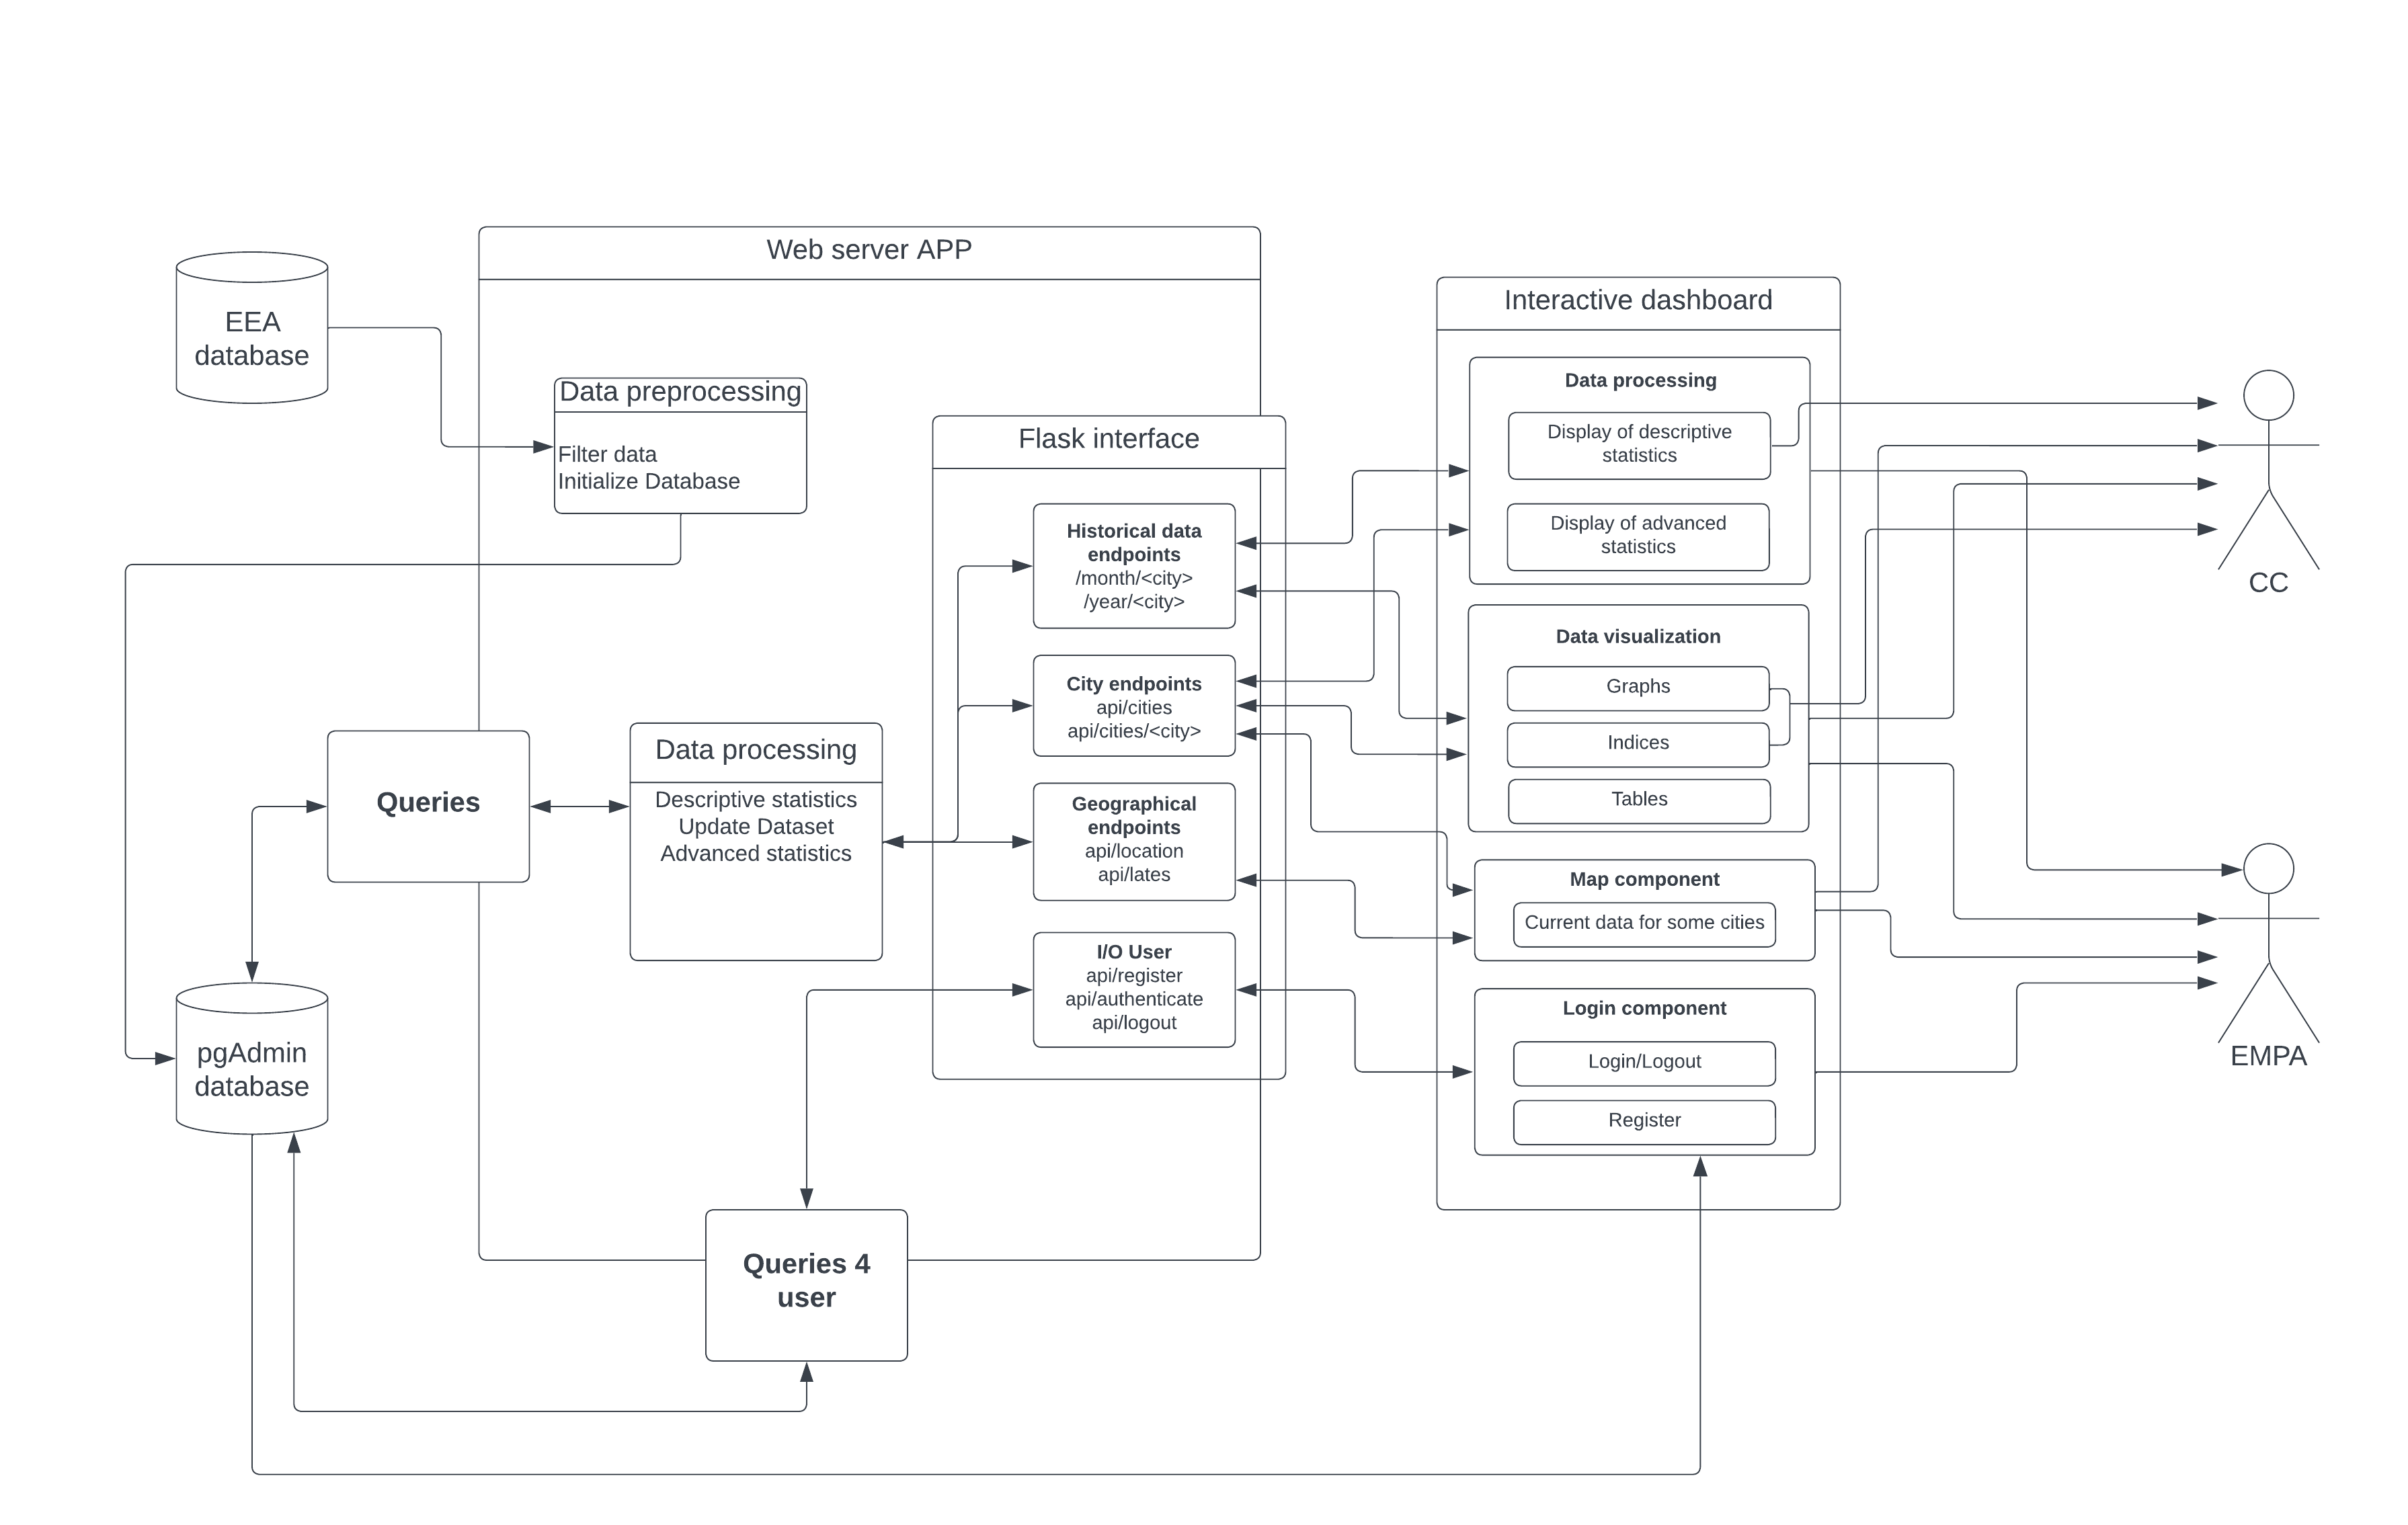 Web server APP
EEA
database
Data preprocessing
Filter data
Initialize Database
Queries
Data processing
Descriptive statistics
Update Dataset
Advanced statistics
pgAdmin
database
Queries 4
user
Flask interface
Historical data
endpoints
/month/<city>
/year/<city>
City endpoints
api/cities
api/cities/<city>
Geographical
endpoints
api/location
api/lates
I/O User
api/register
api/authenticate
api/logout
Interactive dashboard
Data processing
Display of descriptive
statistics
Display of advanced
statistics
Data visualization
Graphs
Indices
Tables
Map component
Current data for some cities
Login component
Login/Logout
Register
CC
EMPA